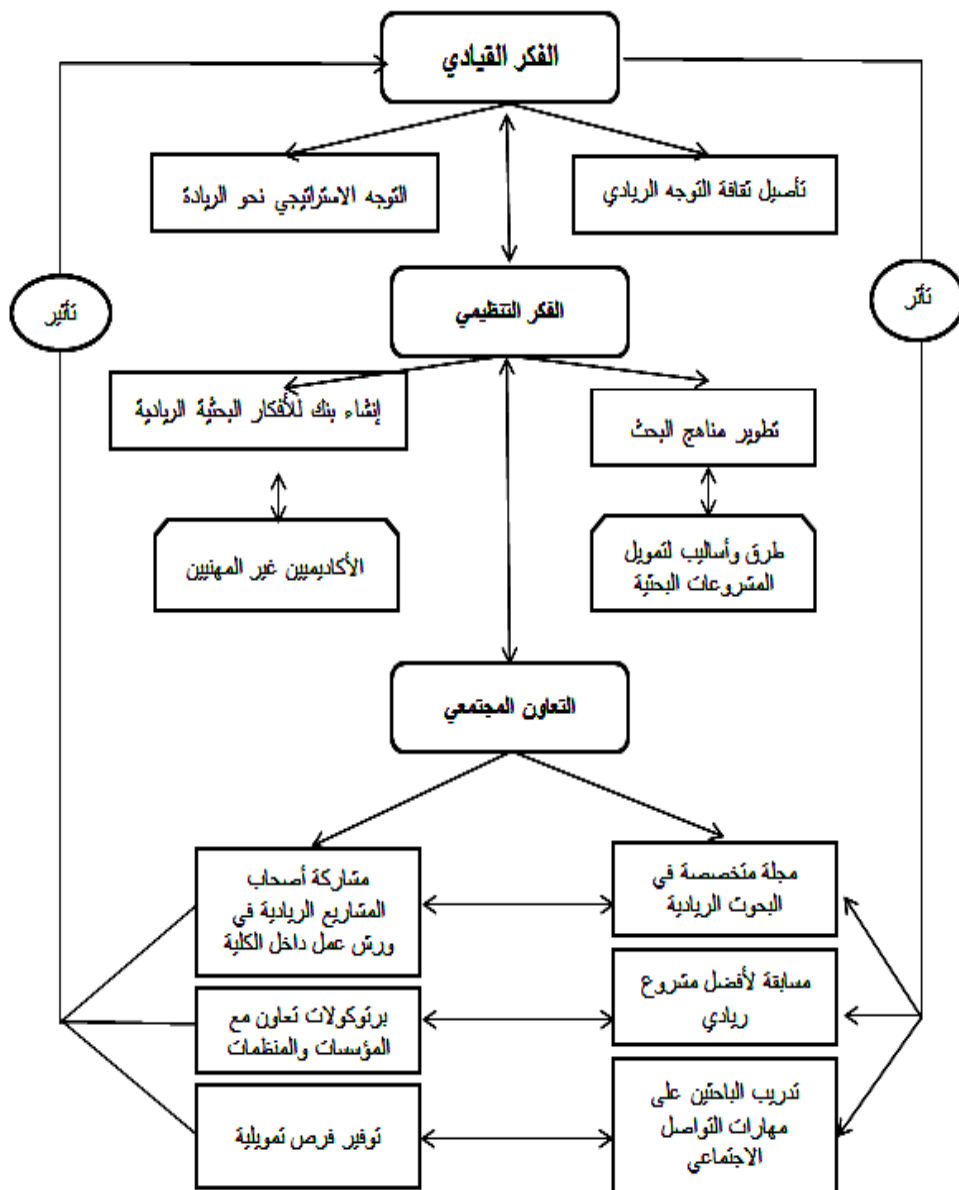 الفكر القيادي
تأصيل ثقافة التوجه الريادي
التوجه الاستراتيجي نحو الريادة
تأثر
الفكر التنظيمي
تأثير
تطوير مناهج البحث
إنشاء بنك للأفكار البحثية الريادية
طرق وأساليب لتمويل
المشروعات البحثية
الأكاديميين غير المهنيين
التعاون المجتمعي
مجلة متخصصة في
البحوث الريادية
مشاركة أصحاب
المشاريع الريادية في
ورش عمل داخل الكلية
مسابقة لأفضل مشروع
ريادي
برتوكولات تعاون مع
المؤسسات والمنظمات
تدريب الباحثين على
مهارات التواصل
الاجتماعي
توفير فرص تمويلية